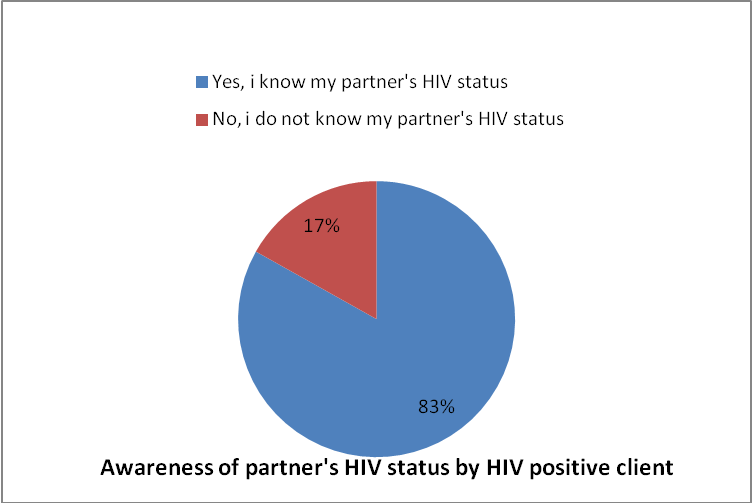 Yes, i know my partner's HIV status
No, i do not know my partner's HIV status
17%
83%
Awareness of partner's HIV status by HIV positive client